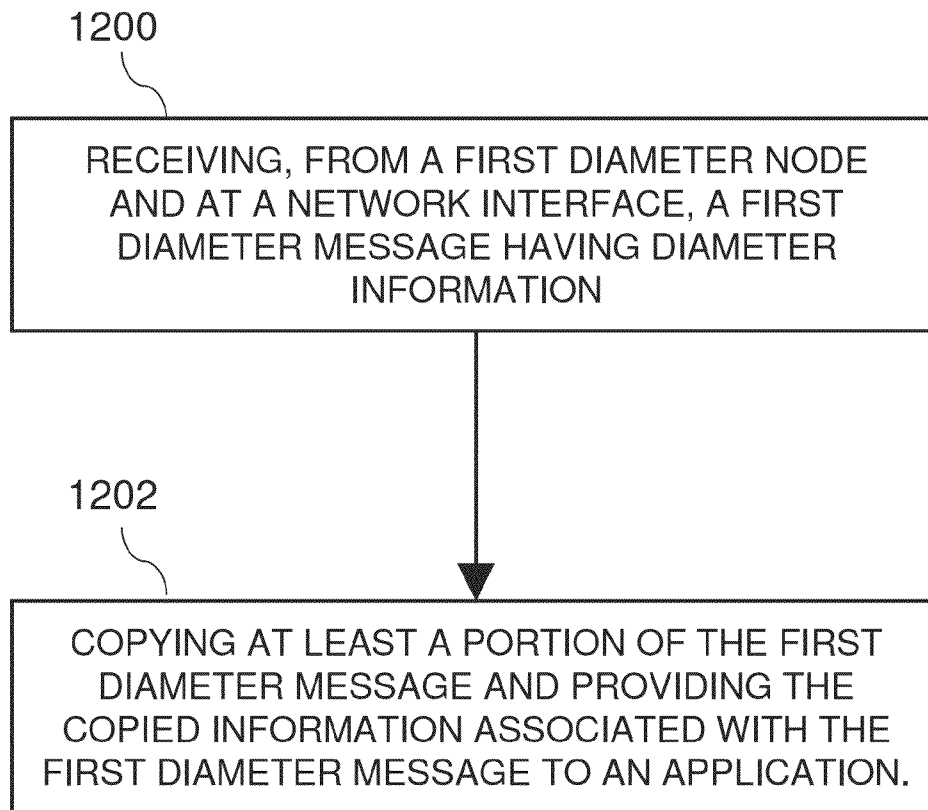 1200
RECEIVING, FROM A FIRST DIAMETER NODE
AND AT A NETWORK INTERFACE, A FIRST
DIAMETER MESSAGE HAVING DIAMETER
INFORMATION
1202
COPYING AT LEAST A PORTION OF THE FIRST
DIAMETER MESSAGE AND PROVIDING THE
COPIED INFORMATION ASSOCIATED WITH THE
FIRST DIAMETER MESSAGE TO AN APPLICATION.